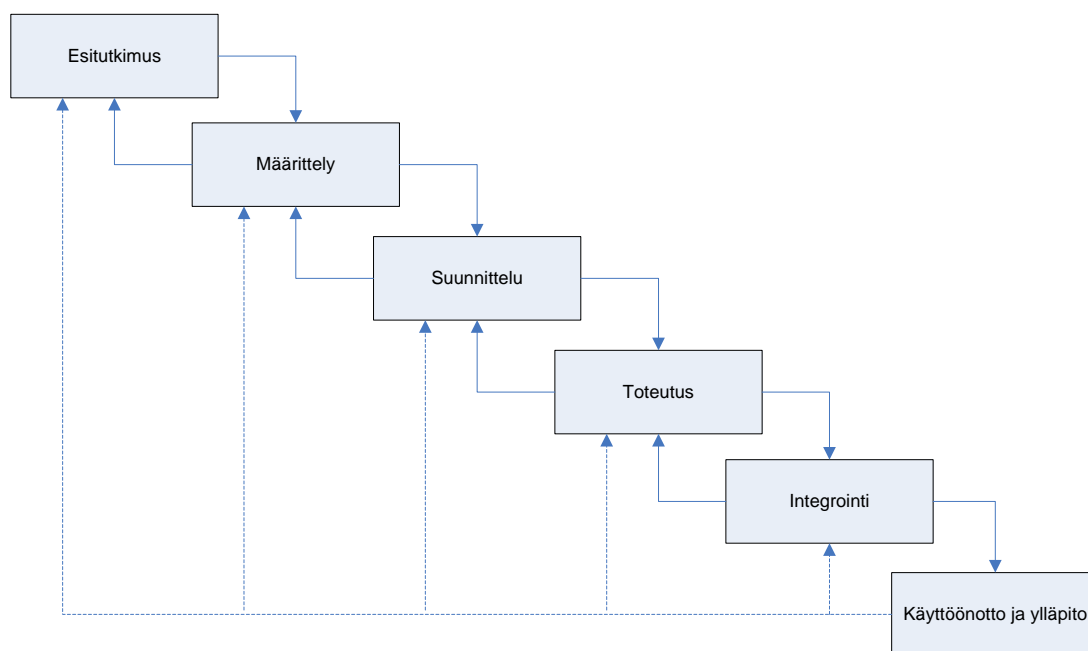 Esitutkimus
Määrittely
Suunnittelu
Toteutus
Integrointi
Käyttöönotto ja ylläpito